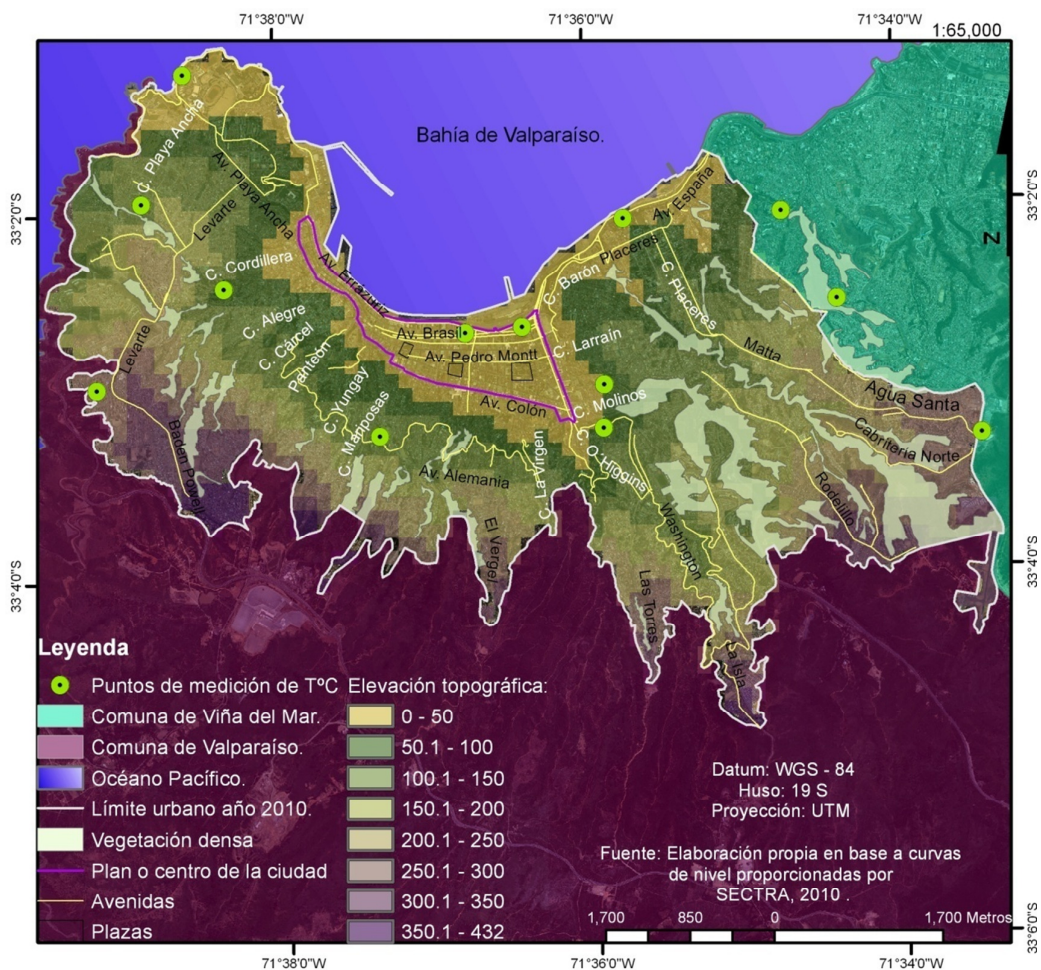 71°38'0"W
71°36'0"W
71°34'0"W
1:65,000
Bahía de Valparaíso.
C. Playa Ancha
Av. Playa Ancha
Levarte
33°2'0"S
33°2'0"S
Av. España
Placeres
N
C. Cordillera
Av. Errazuriz
C. Barón
C. Placeres
C. Alegre
C. Cárcel
Panteón
Av. Brasil
Av. Pedro Montt
C. Larraín
Matta
Levarte
C. Yungay
C. Mariposas
Av. Colón
C. Molinos
Agua Santa
Cabriteria Norte
Baden Powell
Av. Alemania
C. La Virgen
C. O-Higgins
Rodelillo
El Vergel
Washington
33°4'0"S
33°4'0"S
Las Torres
La Isla
Leyenda
Puntos de medición de TºC
Comuna de Viña del Mar.
Comuna de Valparaíso.
Océano Pacífico.
Límite urbano año 2010.
Vegetación densa
Plan o centro de la ciudad
Avenidas
Plazas
Elevación topográfica:
0 - 50
50.1 - 100
100.1 - 150
150.1 - 200
200.1 - 250
250.1 - 300
300.1 - 350
350.1 - 432
Datum: WGS - 84
Huso: 19 S
Proyección: UTM
Fuente: Elaboración propia en base a curvas
de nivel proporcionadas por
SECTRA, 2010 .
1,700 850 0 1,700 Metros
33°6'0"S
71°38'0"W
71°36'0"W
71°34'0"W